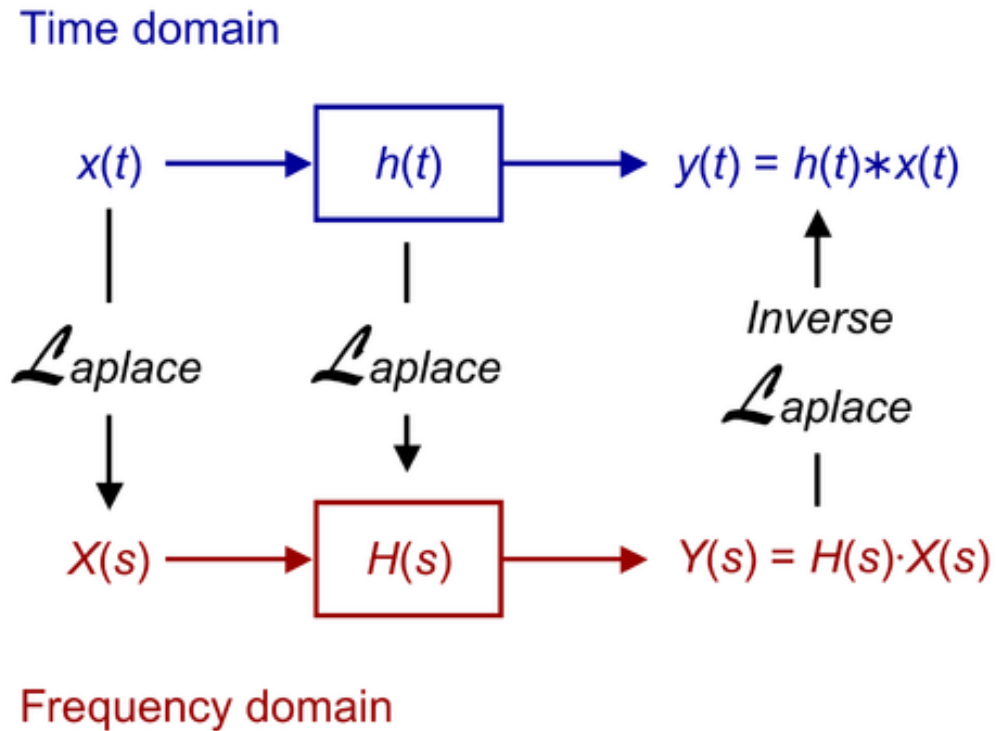 Time domain
x(t) h(t) y(t) = h(t)∗x(t)
Inverse
Laplace Laplace Laplace
X(s) H(s) Y(s) = H(s)·X(s)
Frequency domain